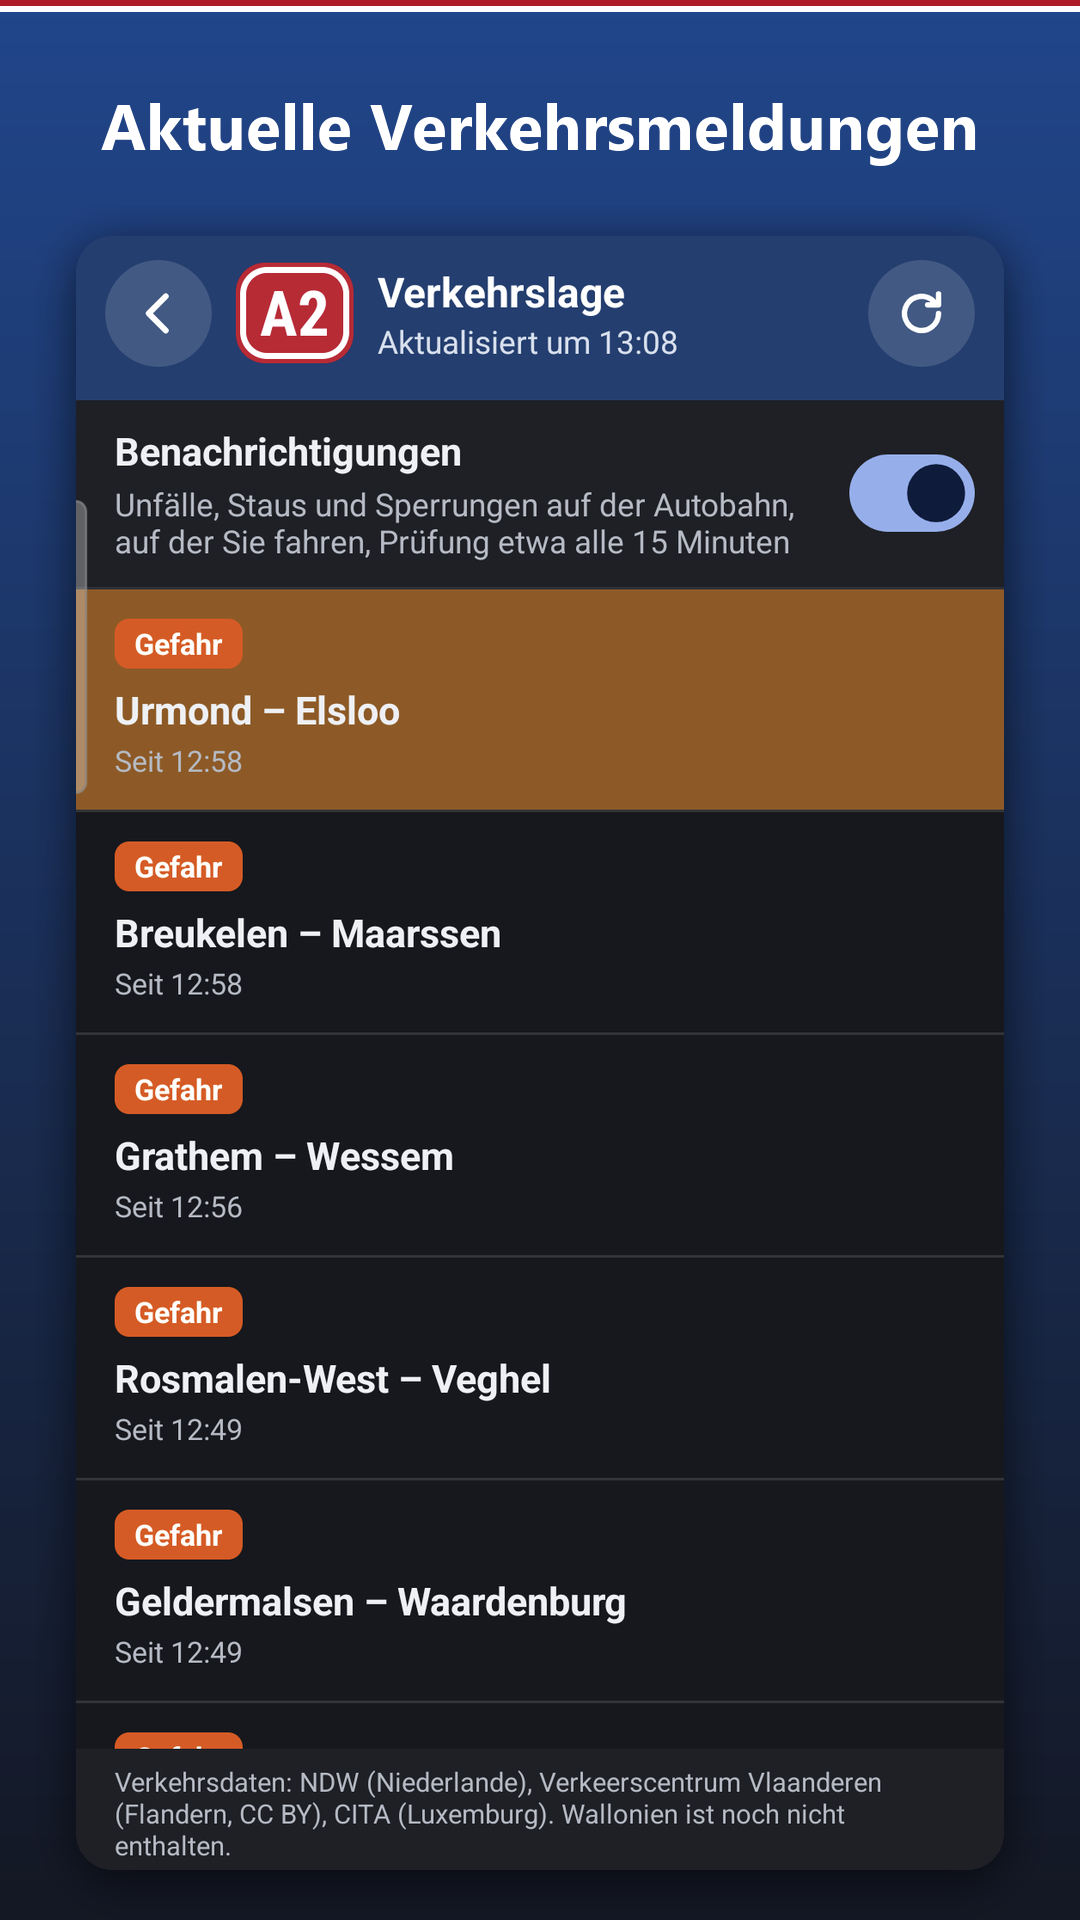 Aktuelle Verkehrsmeldungen
A2
Verkehrslage
Aktualisiert um 13:08
Benachrichtigungen
Unfälle, Staus und Sperrungen auf der Autobahn,
auf der Sie fahren, Prüfung etwa alle 15 Minuten
Gefahr
Urmond – Elsloo
Seit 12:58
Gefahr
Breukelen – Maarssen
Seit 12:58
Gefahr
Grathem – Wessem
Seit 12:56
Gefahr
Rosmalen-West – Veghel
Seit 12:49
Gefahr
Geldermalsen – Waardenburg
Seit 12:49
Verkehrsdaten: NDW (Niederlande), Verkeerscentrum Vlaanderen
(Flandern, CC BY), CITA (Luxemburg). Wallonien ist noch nicht
enthalten.